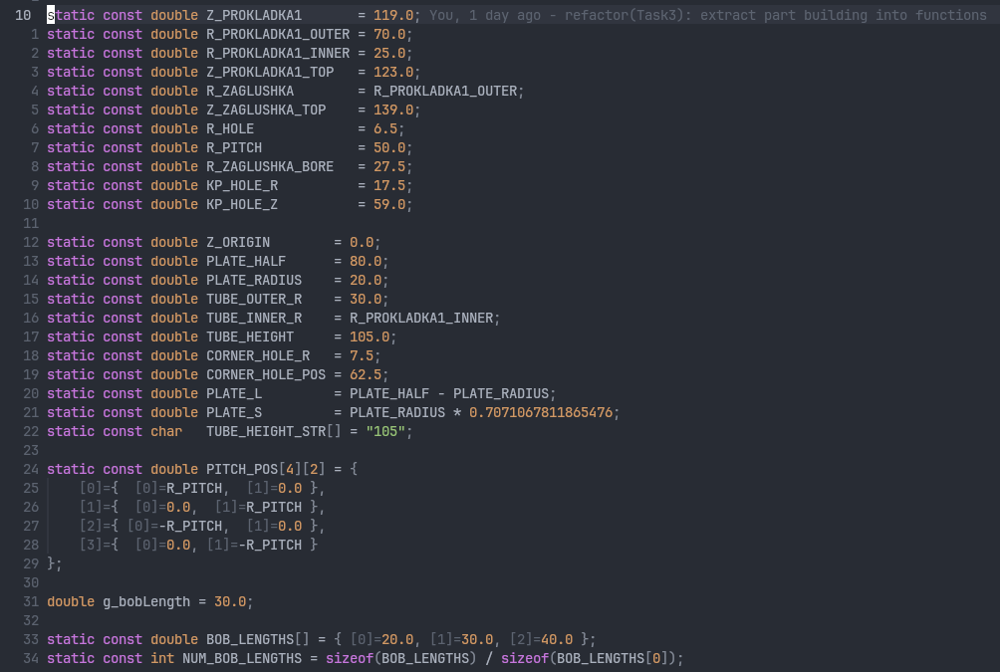 10 static const double Z_PROKLADKA1       = 119.0; You, 1 day ago - refactor(Task3): extract part building into functions
1 static const double R_PROKLADKA1_OUTER = 70.0;
2 static const double R_PROKLADKA1_INNER = 25.0;
3 static const double Z_PROKLADKA1_TOP   = 123.0;
4 static const double R_ZAGLUSHKA        = R_PROKLADKA1_OUTER;
5 static const double Z_ZAGLUSHKA_TOP    = 139.0;
6 static const double R_HOLE             = 6.5;
7 static const double R_PITCH            = 50.0;
8 static const double R_ZAGLUSHKA_BORE   = 27.5;
9 static const double KP_HOLE_R          = 17.5;
10 static const double KP_HOLE_Z          = 59.0;
11
12 static const double Z_ORIGIN        = 0.0;
13 static const double PLATE_HALF      = 80.0;
14 static const double PLATE_RADIUS    = 20.0;
15 static const double TUBE_OUTER_R    = 30.0;
16 static const double TUBE_INNER_R    = R_PROKLADKA1_INNER;
17 static const double TUBE_HEIGHT     = 105.0;
18 static const double CORNER_HOLE_R   = 7.5;
19 static const double CORNER_HOLE_POS = 62.5;
20 static const double PLATE_L         = PLATE_HALF - PLATE_RADIUS;
21 static const double PLATE_S         = PLATE_RADIUS * 0.7071067811865476;
22 static const char   TUBE_HEIGHT_STR[] = "105";
23
24 static const double PITCH_POS[4][2] = {
25     [0]={  [0]=R_PITCH,  [1]=0.0 },
26     [1]={  [0]=0.0,  [1]=R_PITCH },
27     [2]={ [0]=-R_PITCH,  [1]=0.0 },
28     [3]={  [0]=0.0, [1]=-R_PITCH }
29 };
30
31 double g_bobLength = 30.0;
32
33 static const double BOB_LENGTHS[] = { [0]=20.0, [1]=30.0, [2]=40.0 };
34 static const int NUM_BOB_LENGTHS = sizeof(BOB_LENGTHS) / sizeof(BOB_LENGTHS[0]);